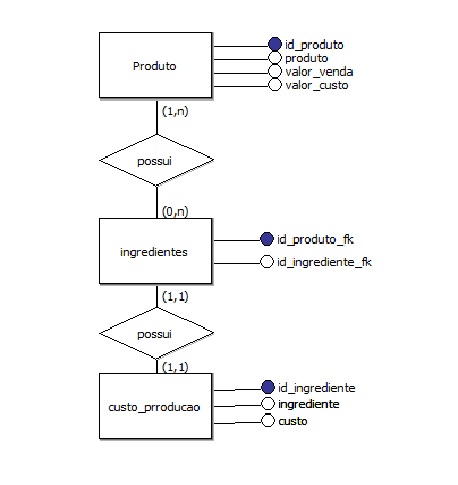 Produto
id_produto
produto
valor_venda
valor_custo
(1,n)
possui
(0,n)
ingredientes
id_produto_fk
id_ingrediente_fk
(1,1)
possui
(1,1)
custo_prroducao
id_ingrediente
ingrediente
custo